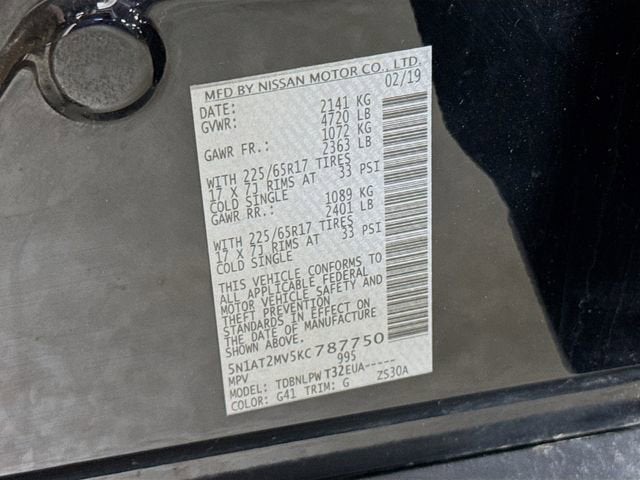 MFD BY NISSAN MOTOR CO., LTD.
DATE: 02/19
GVWR: 2141 KG
4720 LB
GAWR FR.: 1072 KG
2363 LB
WITH 225/65R17 TIRES
17 X 7J RIMS AT 33 PSI
COLD SINGLE
GAWR RR.: 1089 KG
2401 LB
WITH 225/65R17 TIRES
17 X 7J RIMS AT 33 PSI
COLD SINGLE
THIS VEHICLE CONFORMS TO
ALL APPLICABLE FEDERAL
MOTOR VEHICLE SAFETY AND
THEFT PREVENTION
STANDARDS IN EFFECT ON
THE DATE OF MANUFACTURE
SHOWN ABOVE.
5N1AT2MV5KC787750
MPV 995
MODEL: TDBNLPW T32EUA-----
COLOR: G41 TRIM: G ZS30A